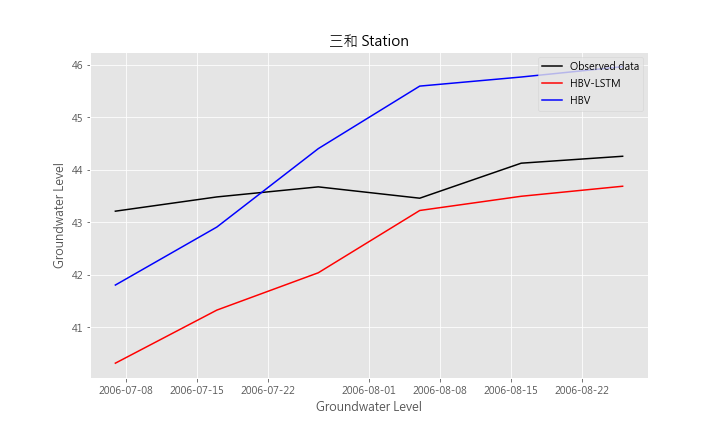 三和 Station
Observed data
HBV-LSTM
HBV
46
45
44
43
42
41
Groundwater Level
2006-07-08 2006-07-15 2006-07-22 2006-08-01 2006-08-08 2006-08-15 2006-08-22
Groundwater Level